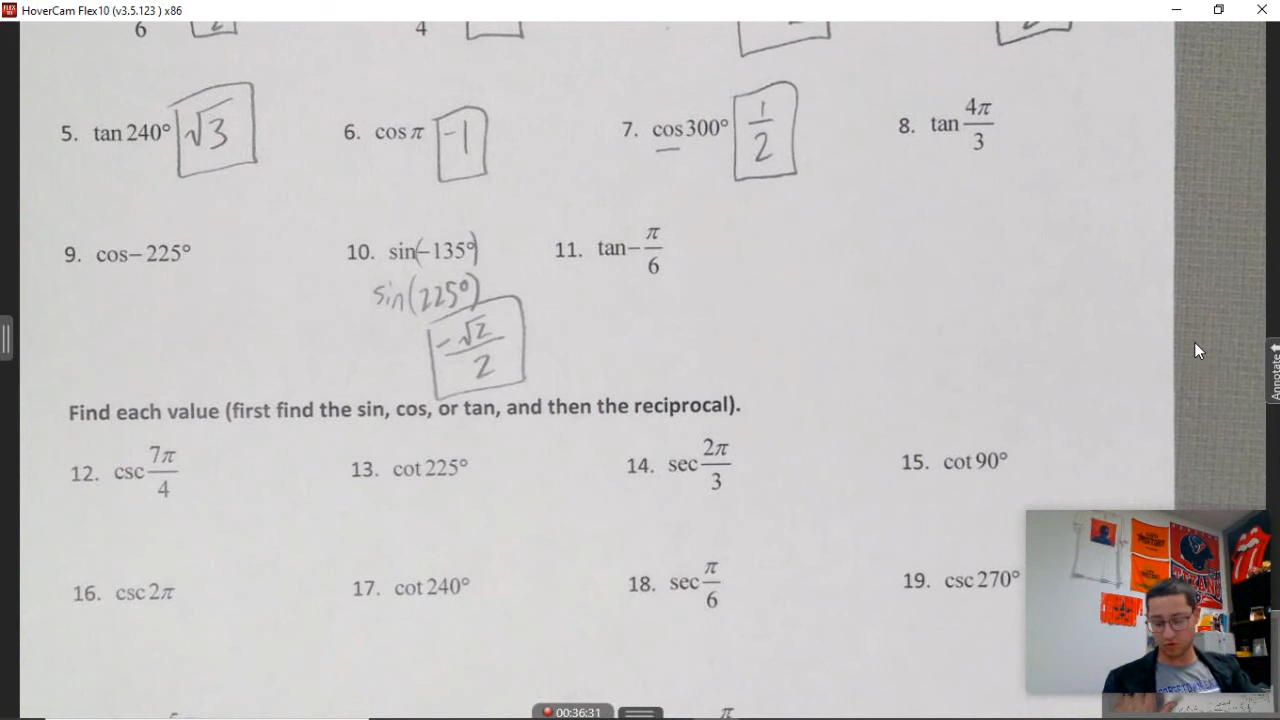 HoverCam Flex10 (v3.5.123 ) x86
6 2 4
5. tan 240° √3 6. cos π -1 7. cos 300° 1/2 8. tan 4π/3
9. cos−225° 10. sin(−135°) 11. tan−π/6
sin(225°)
-√2/2
Find each value (first find the sin, cos, or tan, and then the reciprocal).
12. csc 7π/4 13. cot 225° 14. sec 2π/3 15. cot 90°
16. csc 2π 17. cot 240° 18. sec π/6 19. csc 270°
π
00:36:31
Annotate